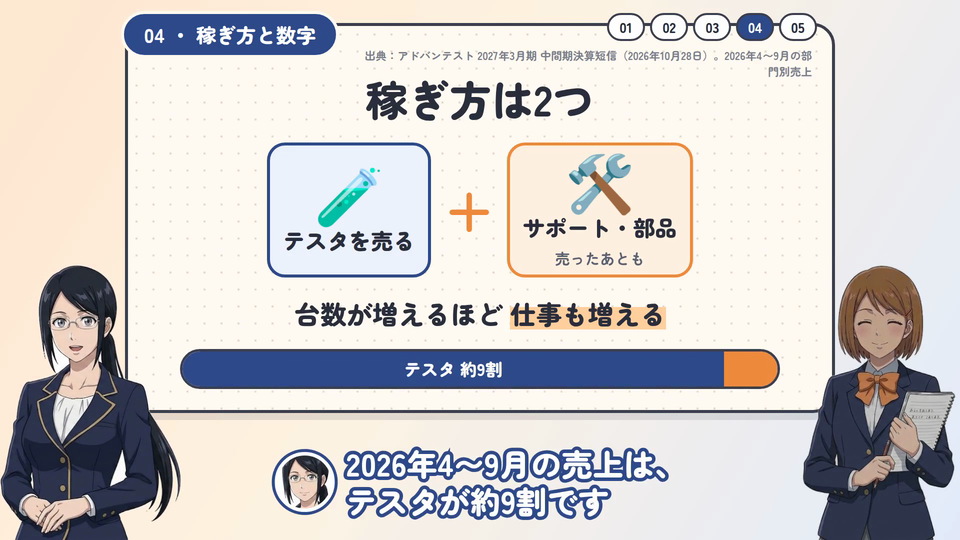 04 ・ 稼ぎ方と数字
01 02 03 04 05
出典：アドバンテスト 2027年3月期 中間期決算短信（2026年10月28日）。2026年4〜9月の部
門別売上
稼ぎ方は2つ
テスタを売る
+
サポート・部品
売ったあとも
台数が増えるほど 仕事も増える
テスタ 約9割
2026年4〜9月の売上は、
テスタが約9割です